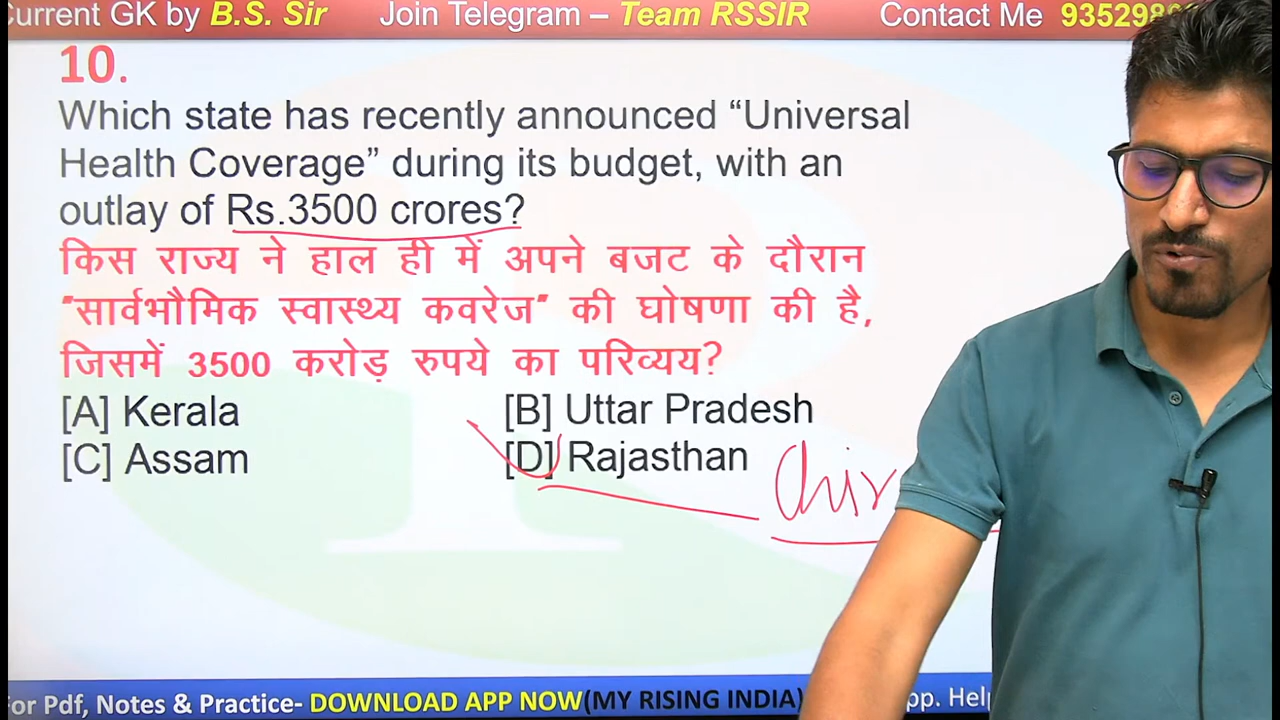 Current GK by B.S. Sir Join Telegram – Team RSSIR Contact Me
10.
Which state has recently announced “Universal
Health Coverage” during its budget, with an
outlay of Rs.3500 crores?
किस राज्य ने हाल ही में अपने बजट के दौरान
"सार्वभौमिक स्वास्थ्य कवरेज" की घोषणा की है,
जिसमें 3500 करोड़ रुपये का परिव्यय?
[A] Kerala [B] Uttar Pradesh
[C] Assam [D] Rajasthan
For Pdf, Notes & Practice- DOWNLOAD APP NOW(MY RISING INDIA)